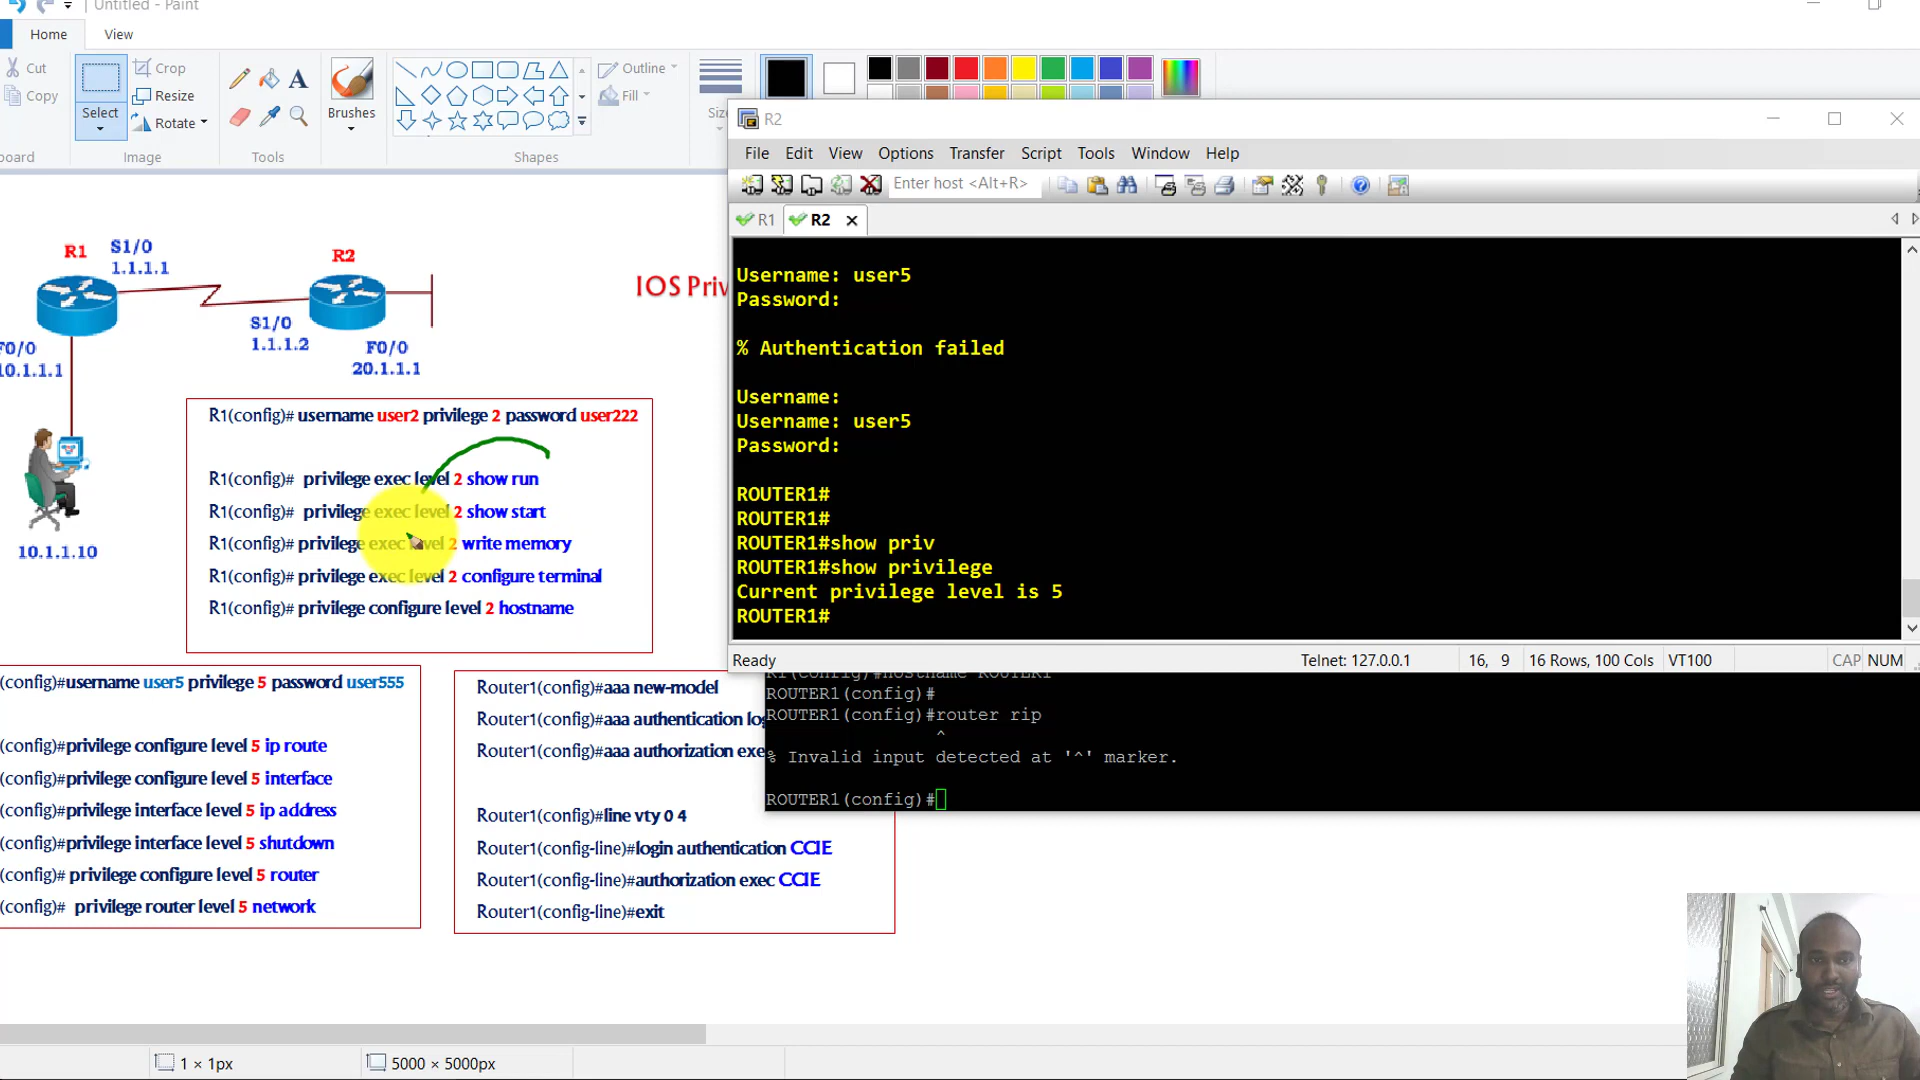 Untitled - Paint
Home
View
Cut
Copy
Select
Crop
Resize
Rotate
Brushes
Outline
Fill
oard
Image
Tools
Shapes
R2
File Edit View Options Transfer Script Tools Window Help
Enter host <Alt+R>
R1
R2
Username: user5
Password:
% Authentication failed
Username:
Username: user5
Password:
ROUTER1#
ROUTER1#
ROUTER1#show priv
ROUTER1#show privilege
Current privilege level is 5
ROUTER1#
Ready
Telnet: 127.0.0.1
16, 9
16 Rows, 100 Cols
VT100
CAP NUM
ROUTER1(config)#
ROUTER1(config)#router rip
^
% Invalid input detected at '^' marker.
ROUTER1(config)#
R1
S1/0
1.1.1.1
R2
S1/0
1.1.1.2
F0/0
20.1.1.1
F0/0
10.1.1.1
10.1.1.10
IOS Priv
R1(config)# username user2 privilege 2 password user222
R1(config)# privilege exec level 2 show run
R1(config)# privilege exec level 2 show start
R1(config)# privilege exec level 2 write memory
R1(config)# privilege exec level 2 configure terminal
R1(config)# privilege configure level 2 hostname
(config)#username user5 privilege 5 password user555
(config)#privilege configure level 5 ip route
(config)#privilege configure level 5 interface
(config)#privilege interface level 5 ip address
(config)#privilege interface level 5 shutdown
(config)# privilege configure level 5 router
(config)# privilege router level 5 network
Router1(config)#aaa new-model
Router1(config)#aaa authentication lo
Router1(config)#aaa authorization exe
Router1(config)#line vty 0 4
Router1(config-line)#login authentication CCIE
Router1(config-line)#authorization exec CCIE
Router1(config-line)#exit
1 × 1px
5000 × 5000px